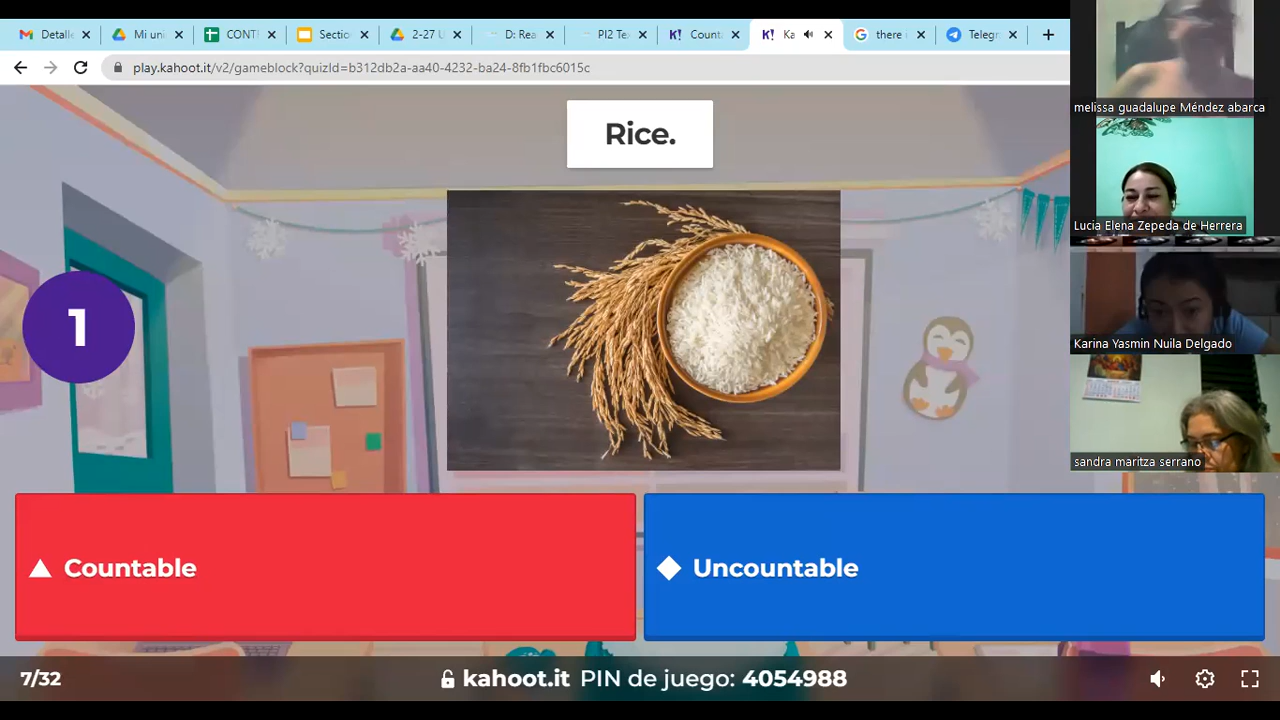 Detalle
Mi uni
CONT
Sectio
2-27 U
D: Rea
PI2 Te
Count
Ka
there i
Telegr
play.kahoot.it/v2/gameblock?quizId=b312db2a-aa40-4232-ba24-8fb1fbc6015c
Rice.
1
Countable
Uncountable
7/32
kahoot.it PIN de juego: 4054988
melissa guadalupe Méndez abarca
Lucia Elena Zepeda de Herrera
Karina Yasmin Nuila Delgado
sandra maritza serrano